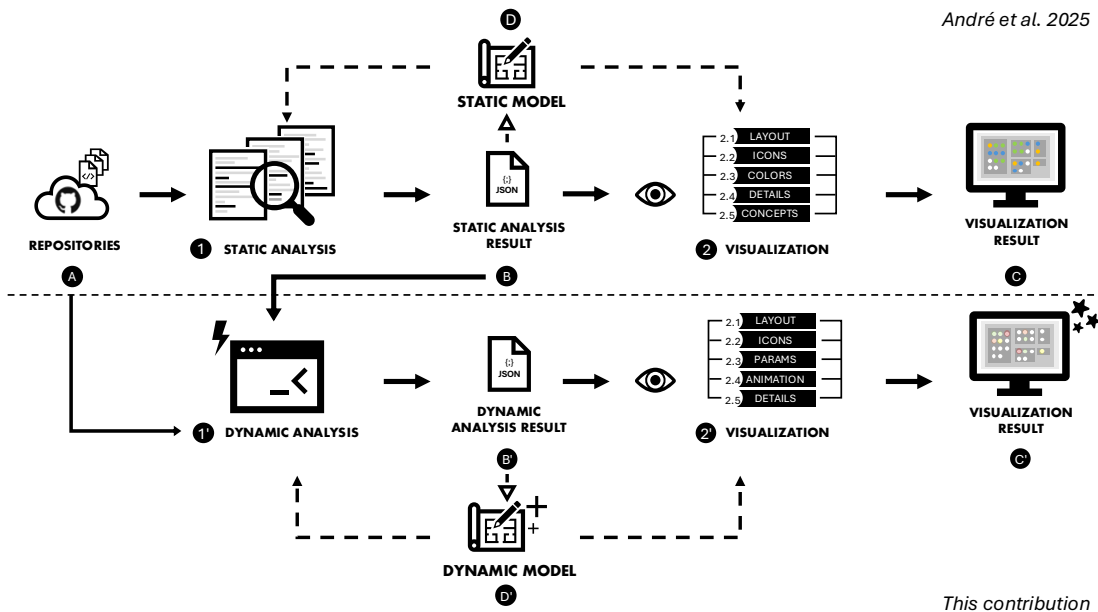 André et al. 2025
D
STATIC MODEL
2.1 LAYOUT
2.2 ICONS
2.3 COLORS
2.4 DETAILS
2.5 CONCEPTS
</>
{;}
JSON
REPOSITORIES
1 STATIC ANALYSIS
STATIC ANALYSIS
RESULT
2 VISUALIZATION
VISUALIZATION
RESULT
A
B
C
2.1 LAYOUT
2.2 ICONS
2.3 PARAMS
2.4 ANIMATION
2.5 DETAILS
{;}
JSON
1' DYNAMIC ANALYSIS
DYNAMIC
ANALYSIS RESULT
2' VISUALIZATION
VISUALIZATION
RESULT
B'
C'
DYNAMIC MODEL
D'
This contribution